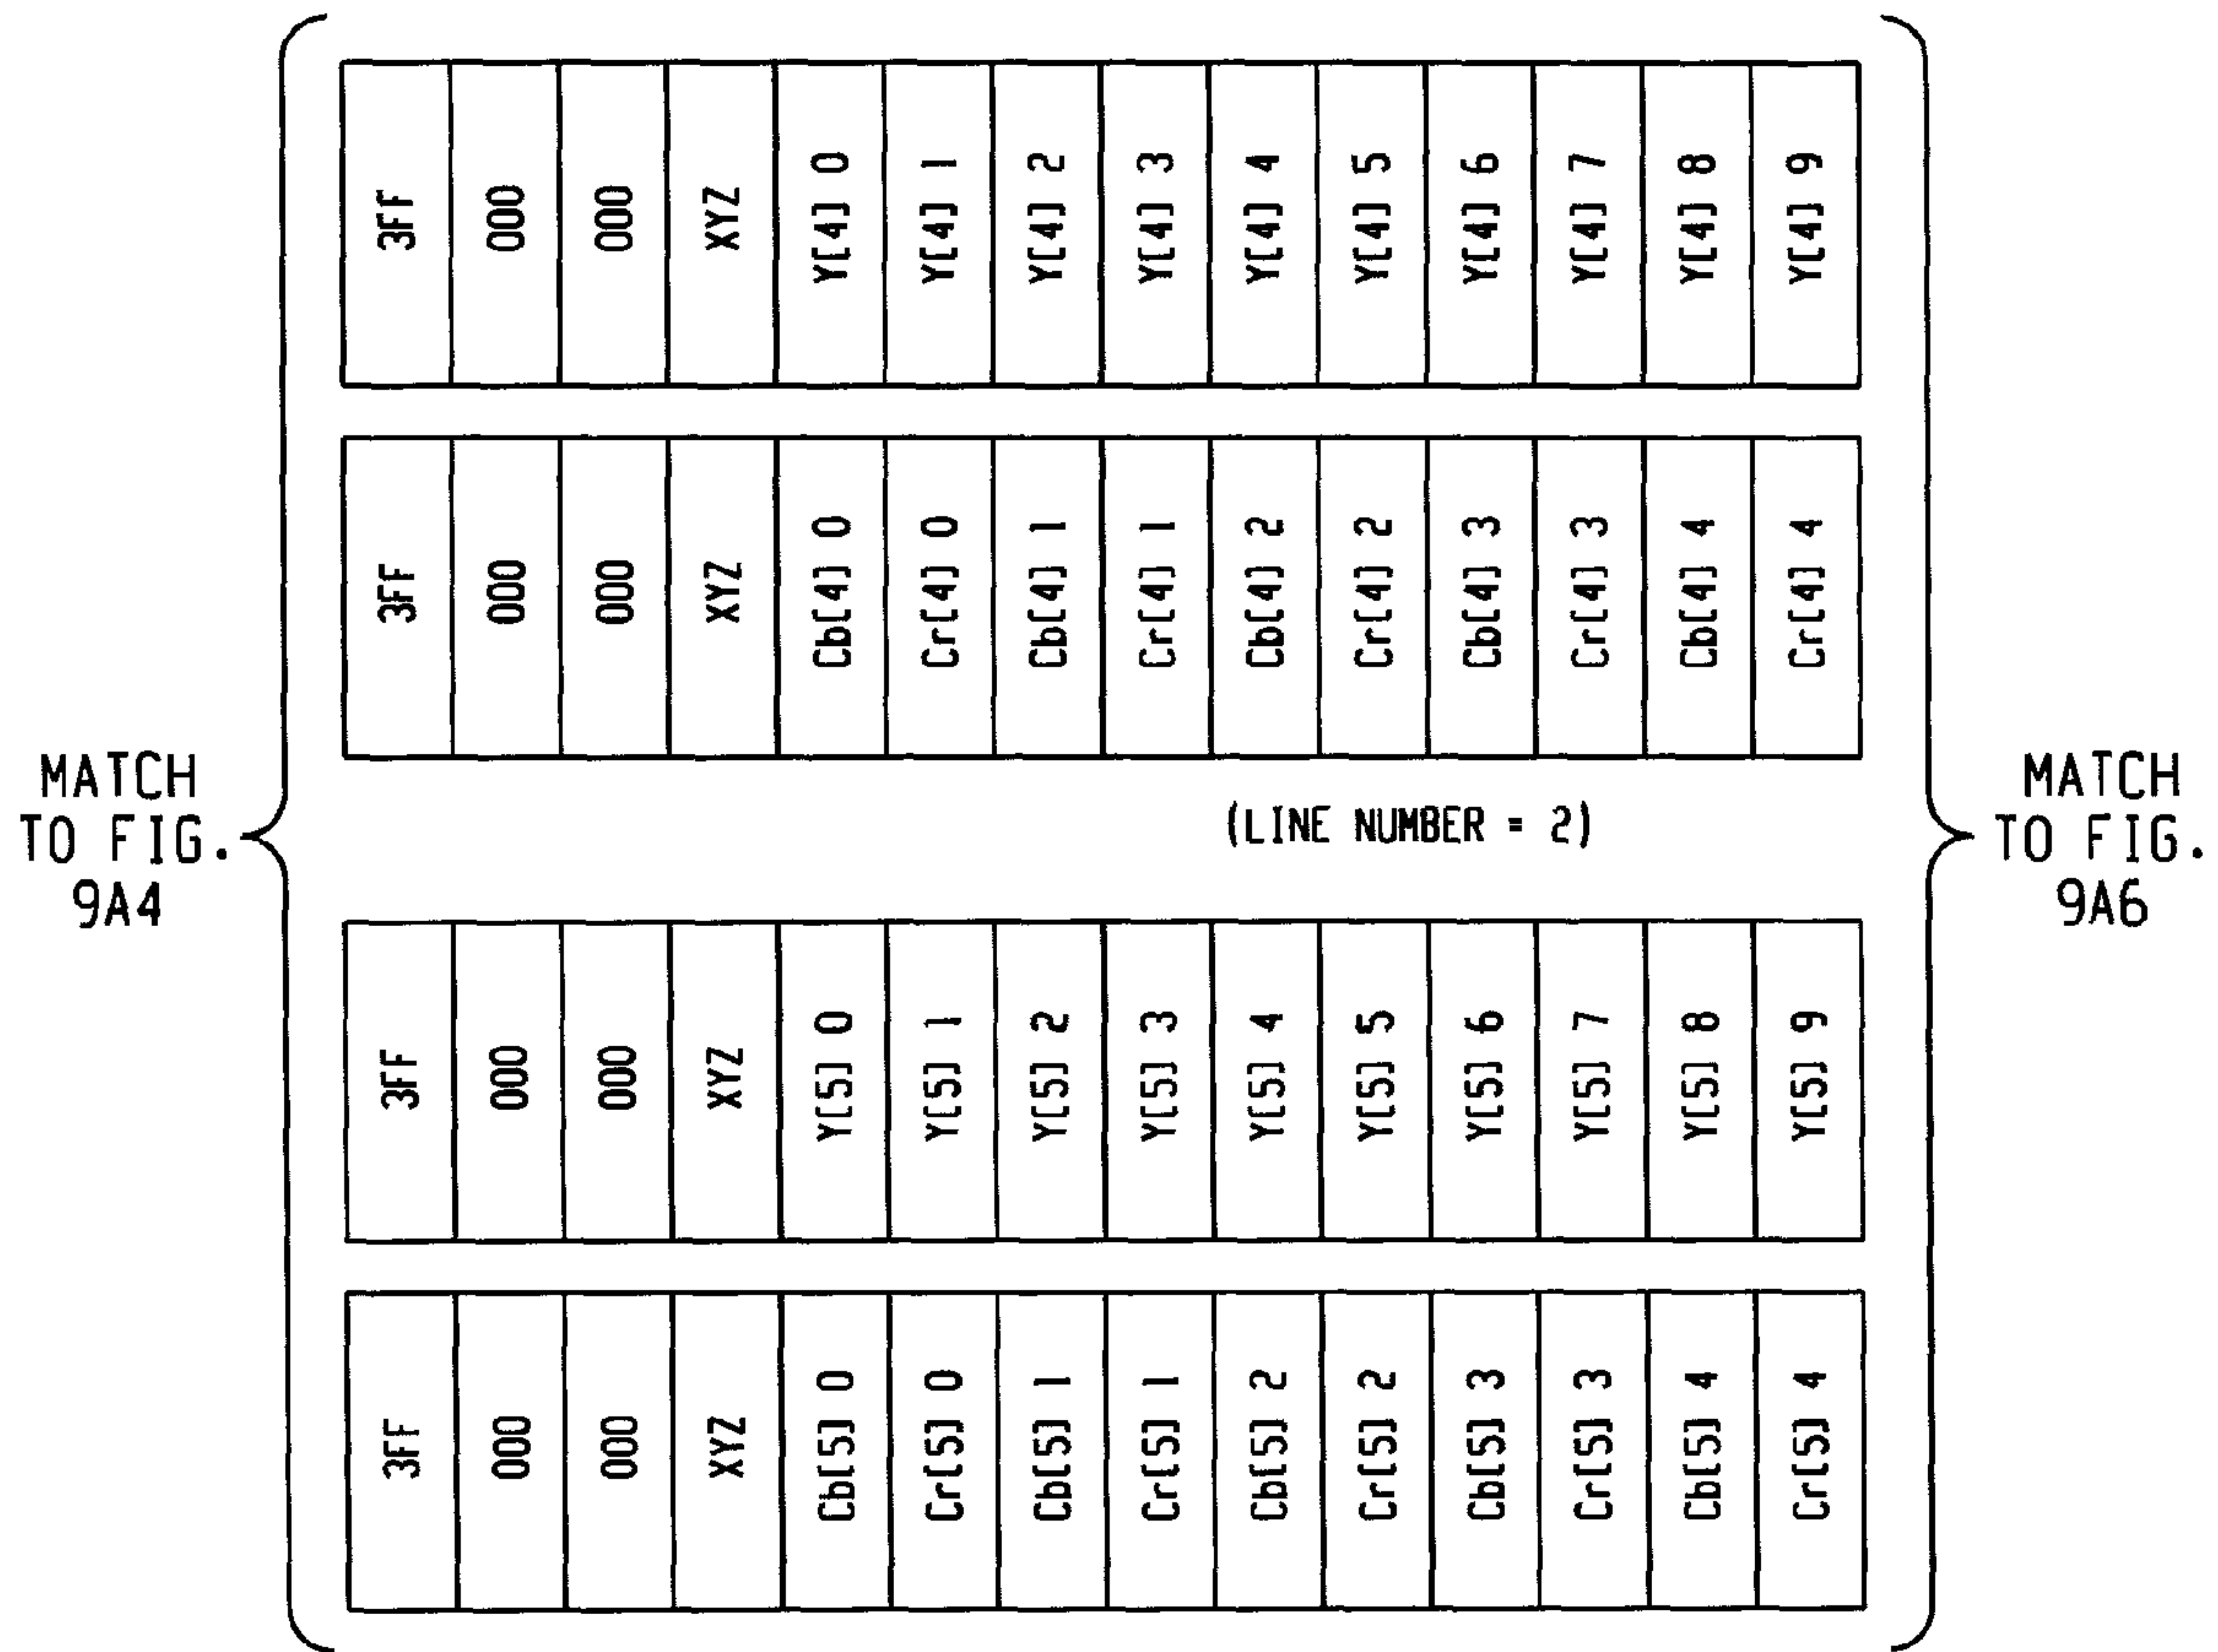 MATCH
TO FIG.
9A4
3FF 000 000 XYZ Y[4] 0 Y[4] 1 Y[4] 2 Y[4] 3 Y[4] 4 Y[4] 5 Y[4] 6 Y[4] 7 Y[4] 8 Y[4] 9
3FF 000 000 XYZ Cb[4] 0 Cr[4] 0 Cb[4] 1 Cr[4] 1 Cb[4] 2 Cr[4] 2 Cb[4] 3 Cr[4] 3 Cb[4] 4 Cr[4] 4
(LINE NUMBER = 2)
3FF 000 000 XYZ Y[5] 0 Y[5] 1 Y[5] 2 Y[5] 3 Y[5] 4 Y[5] 5 Y[5] 6 Y[5] 7 Y[5] 8 Y[5] 9
3FF 000 000 XYZ Cb[5] 0 Cr[5] 0 Cb[5] 1 Cr[5] 1 Cb[5] 2 Cr[5] 2 Cb[5] 3 Cr[5] 3 Cb[5] 4 Cr[5] 4
MATCH
TO FIG.
9A6